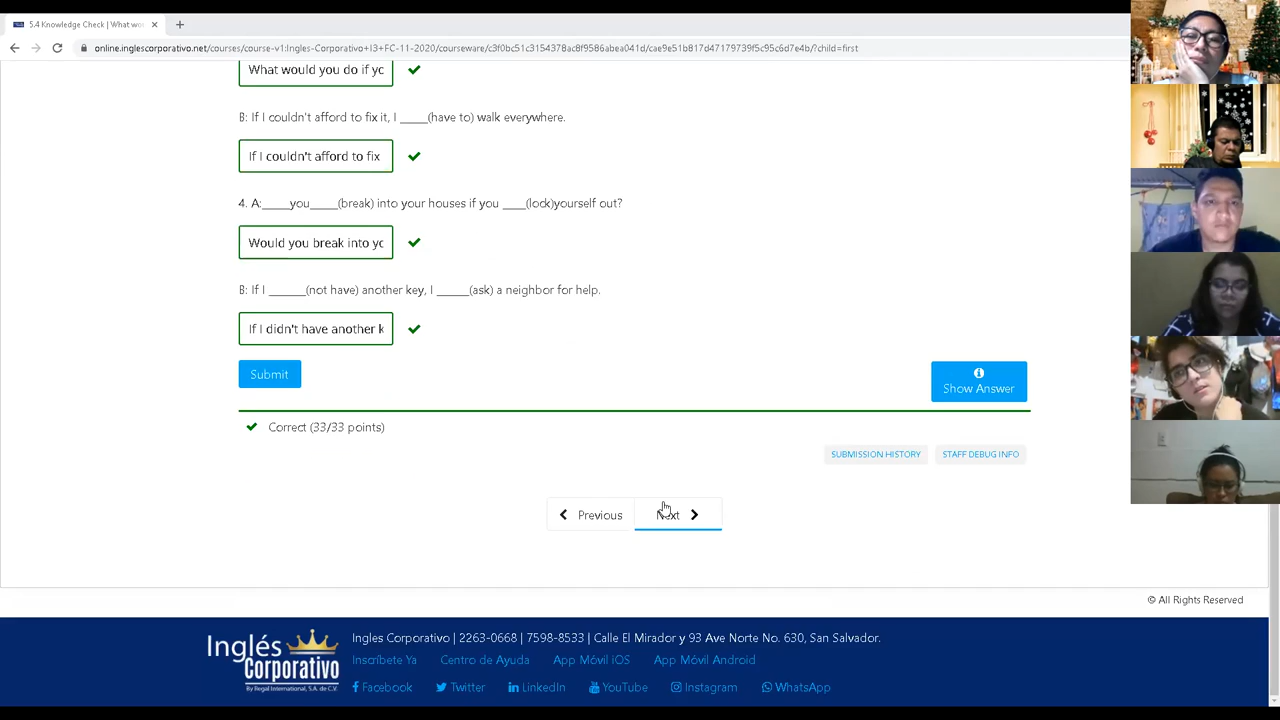 5.4 Knowledge Check | What wo
online.inglescorporativo.net/courses/course-v1:Ingles-Corporativo+I3+FC-11-2020/courseware/c3f0bc51c3154378ac8f9586abea041d/cae9e51b817d47179739f5c95c6d7e4b/?child=first
What would you do if yo
B: If I couldn't afford to fix it, I _____(have to) walk everywhere.
If I couldn't afford to fix
4. A:_____you_____(break) into your houses if you ____(lock)yourself out?
Would you break into yo
B: If I _______(not have) another key, I _____(ask) a neighbor for help.
If I didn't have another k
Submit
Show Answer
Correct (33/33 points)
SUBMISSION HISTORY
STAFF DEBUG INFO
Previous
Next
© All Rights Reserved
Inglés Corporativo
By Regal International, S.A. de C.V.
Ingles Corporativo | 2263-0668 | 7598-8533 | Calle El Mirador y 93 Ave Norte No. 630, San Salvador.
Inscríbete Ya
Centro de Ayuda
App Móvil iOS
App Móvil Android
Facebook
Twitter
LinkedIn
YouTube
Instagram
WhatsApp